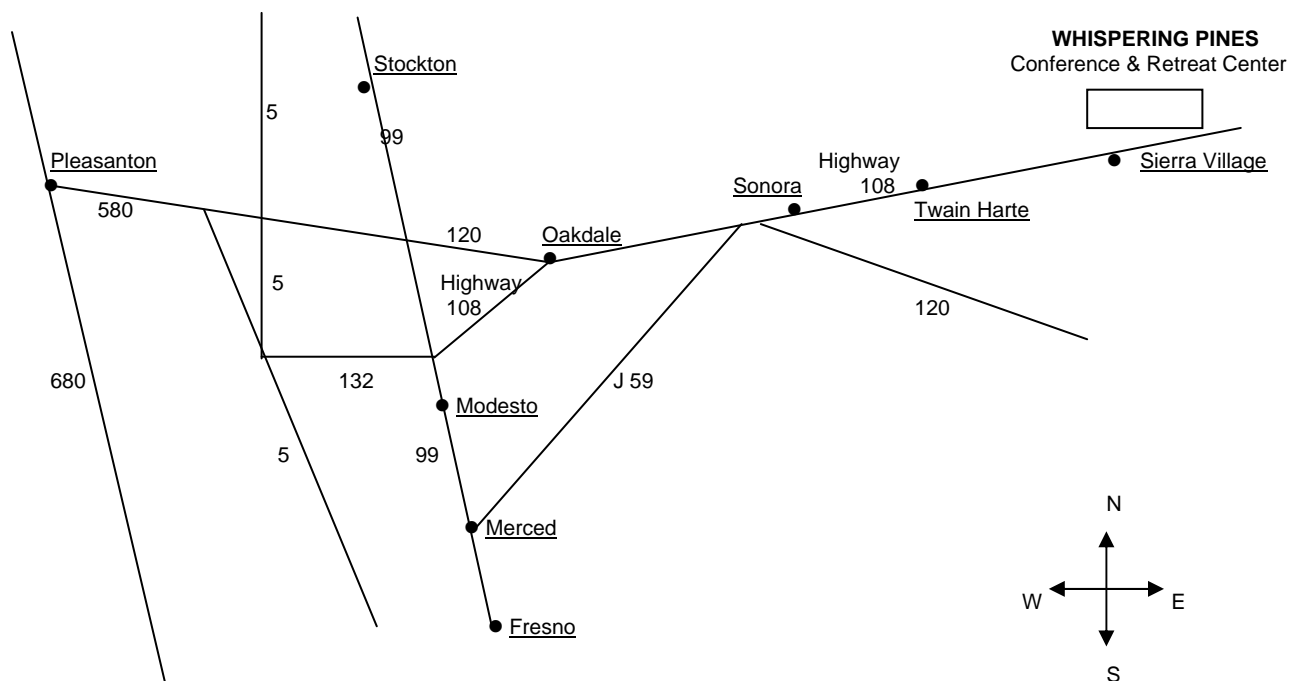 WHISPERING PINES
Conference & Retreat Center
Stockton
5
99
Pleasanton
Highway
108
Sierra Village
Sonora
580
Twain Harte
120
Oakdale
5
Highway
108
120
680
132
J 59
Modesto
5
99
N
Merced
W
E
Fresno
S